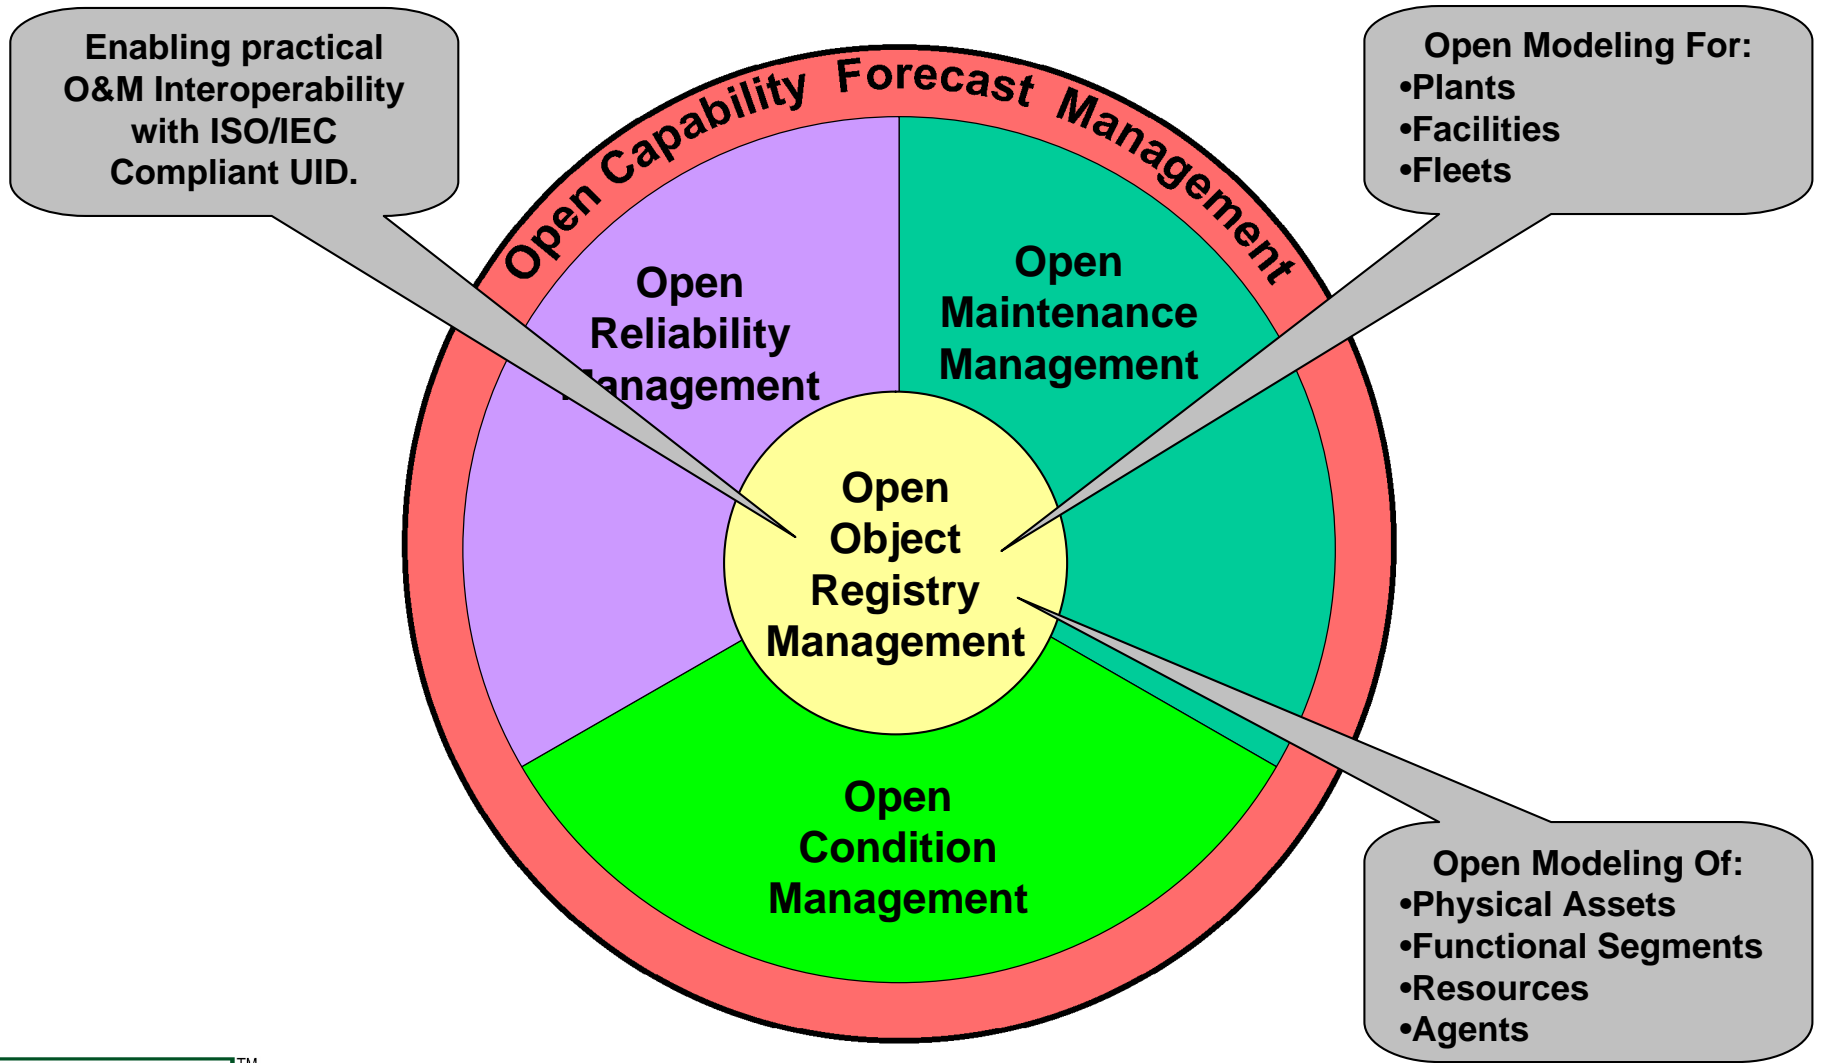 Enabling practical
O&M Interoperability
with ISO/IEC
Compliant UID.
Open Modeling For:
•Plants
•Facilities
•Fleets
Open Capability Forecast Management
Open
Reliability
Management
Open
Maintenance
Management
Open
Object
Registry
Management
Open
Condition
Management
Open Modeling Of:
•Physical Assets
•Functional Segments
•Resources
•Agents
TM